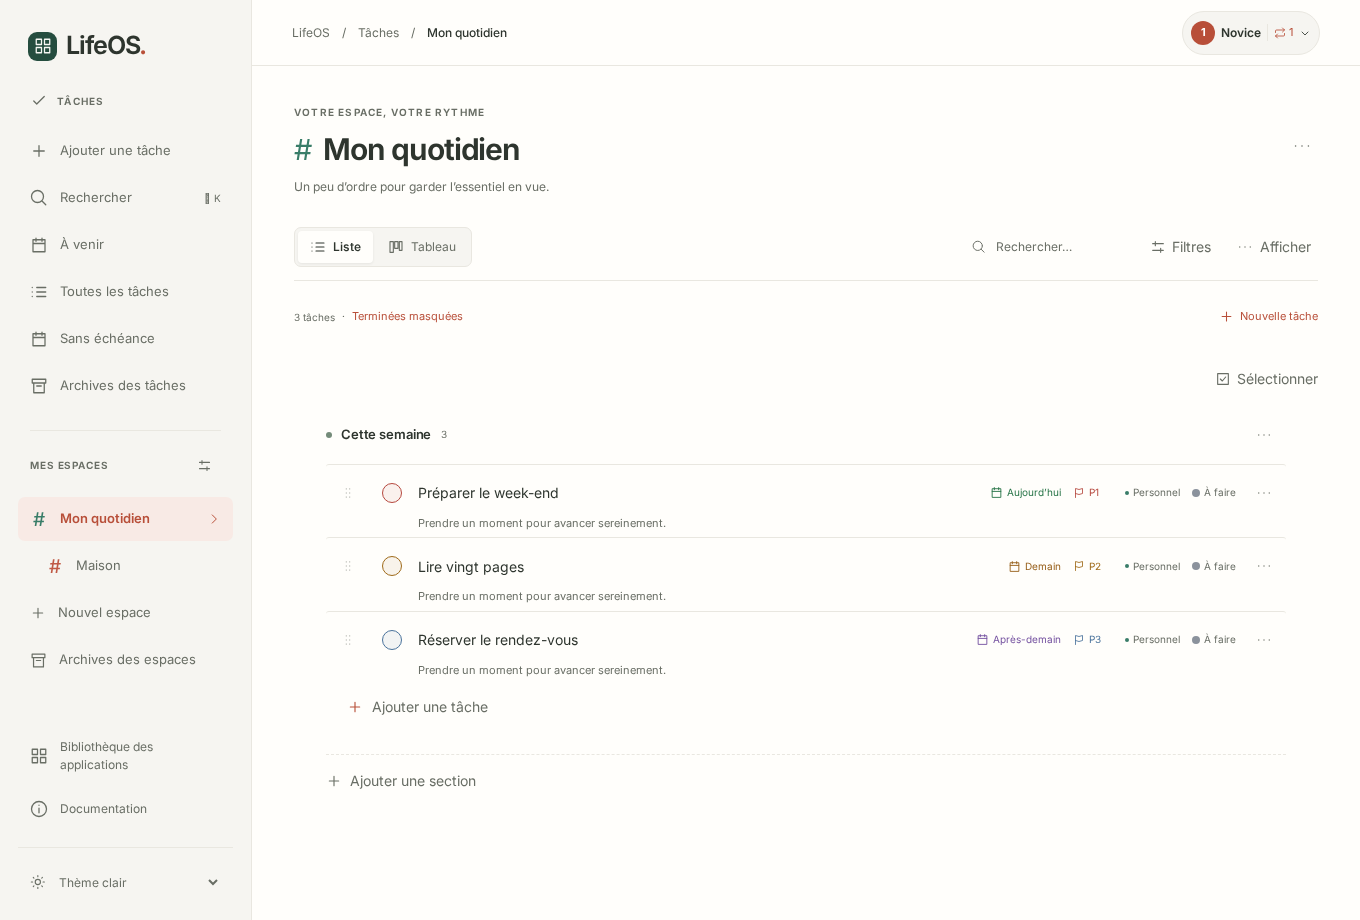 LifeOS.
TÂCHES
Ajouter une tâche
Rechercher K
À venir
Toutes les tâches
Sans échéance
Archives des tâches
MES ESPACES
# Mon quotidien
# Maison
Nouvel espace
Archives des espaces
Bibliothèque des
applications
Documentation
Thème clair
LifeOS / Tâches / Mon quotidien
1 Novice 1
VOTRE ESPACE, VOTRE RYTHME
# Mon quotidien
Un peu d’ordre pour garder l’essentiel en vue.
Liste Tableau Rechercher... Filtres Afficher
3 tâches · Terminées masquées Nouvelle tâche
Sélectionner
Cette semaine 3
Préparer le week-end Aujourd’hui P1 Personnel À faire
Prendre un moment pour avancer sereinement.
Lire vingt pages Demain P2 Personnel À faire
Prendre un moment pour avancer sereinement.
Réserver le rendez-vous Après-demain P3 Personnel À faire
Prendre un moment pour avancer sereinement.
Ajouter une tâche
Ajouter une section